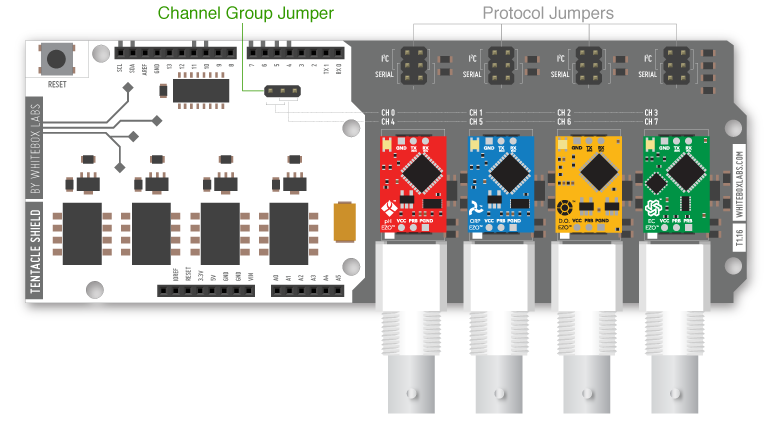 Channel Group Jumper
Protocol Jumpers
RESET
SCL
SDA
AREF
GND
13
12
11
10
9
8
7
6
5
4
3
2
TX 1
RX 0
I²C
SERIAL
I²C
SERIAL
I²C
SERIAL
I²C
SERIAL
CH 0
CH 4
CH 1
CH 5
CH 2
CH 6
CH 3
CH 7
GND TX RX
GND TX RX
GND TX RX
GND TX RX
pH
EZO™
VCC PRB PGND
ORP
EZO™
VCC PRB PGND
D.O.
EZO™
VCC PRB PGND
EC
EZO™
VCC PRB PRB
TENTACLE SHIELD
BY WHITEBOX LABS
WHITEBOXLABS.COM
T1.16
IOREF
RESET
3.3V
5V
GND
GND
VIN
A0
A1
A2
A3
A4
A5